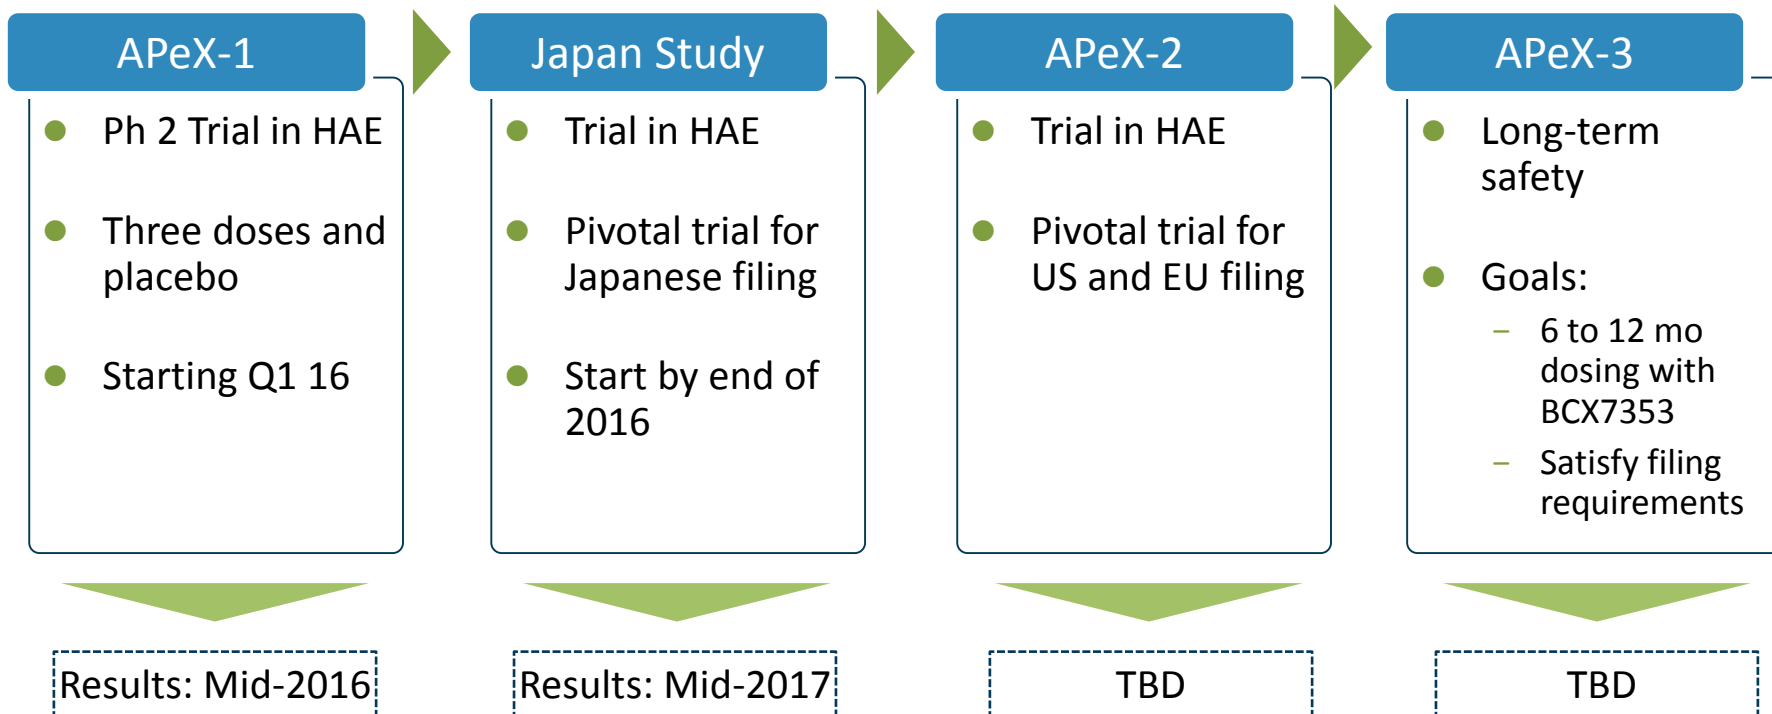 APeX-1
● Ph 2 Trial in HAE
● Three doses and
placebo
● Starting Q1 16
Results: Mid-2016
Japan Study
● Trial in HAE
● Pivotal trial for
Japanese filing
● Start by end of
2016
Results: Mid-2017
APeX-2
● Trial in HAE
● Pivotal trial for
US and EU filing
TBD
APeX-3
● Long-term
safety
● Goals:
– 6 to 12 mo
dosing with
BCX7353
– Satisfy filing
requirements
TBD